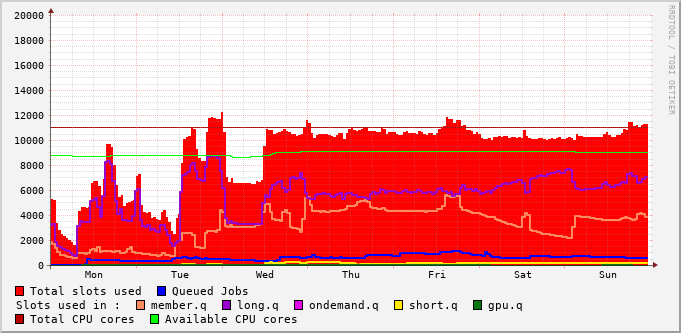 20000
18000
16000
14000
12000
10000
8000
6000
4000
2000
0
Mon Tue Wed Thu Fri Sat Sun
RRDTOOL / TOBI OETIKER
Total slots used Queued Jobs
Slots used in : member.q long.q ondemand.q short.q gpu.q
Total CPU cores Available CPU cores